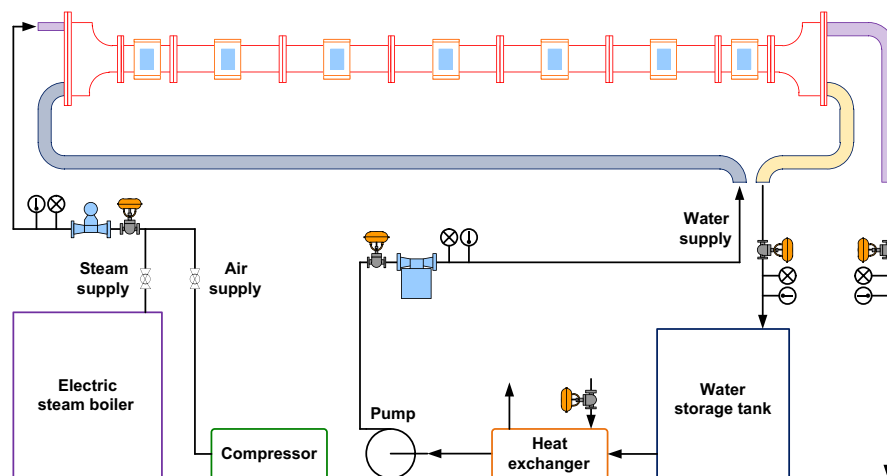 Water
supply
Steam
supply
Air
supply
Electric
steam boiler
Water
storage tank
Pump
Compressor
Heat
exchanger